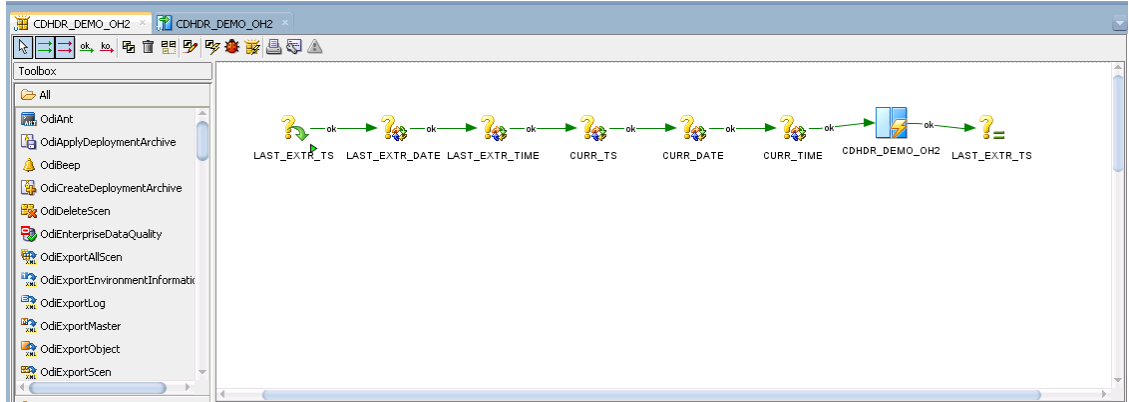 CDHDR_DEMO_OH2 CDHDR_DEMO_OH2
ok ko
Toolbox
All
OdiAnt
OdiApplyDeploymentArchive
OdiBeep
OdiCreateDeploymentArchive
OdiDeleteScen
OdiEnterpriseDataQuality
OdiExportAllScen
OdiExportEnvironmentInformatic
OdiExportLog
OdiExportMaster
OdiExportObject
OdiExportScen
ok ok ok ok ok ok ok
LAST_EXTR_TS LAST_EXTR_DATE LAST_EXTR_TIME CURR_TS CURR_DATE CURR_TIME CDHDR_DEMO_OH2 LAST_EXTR_TS